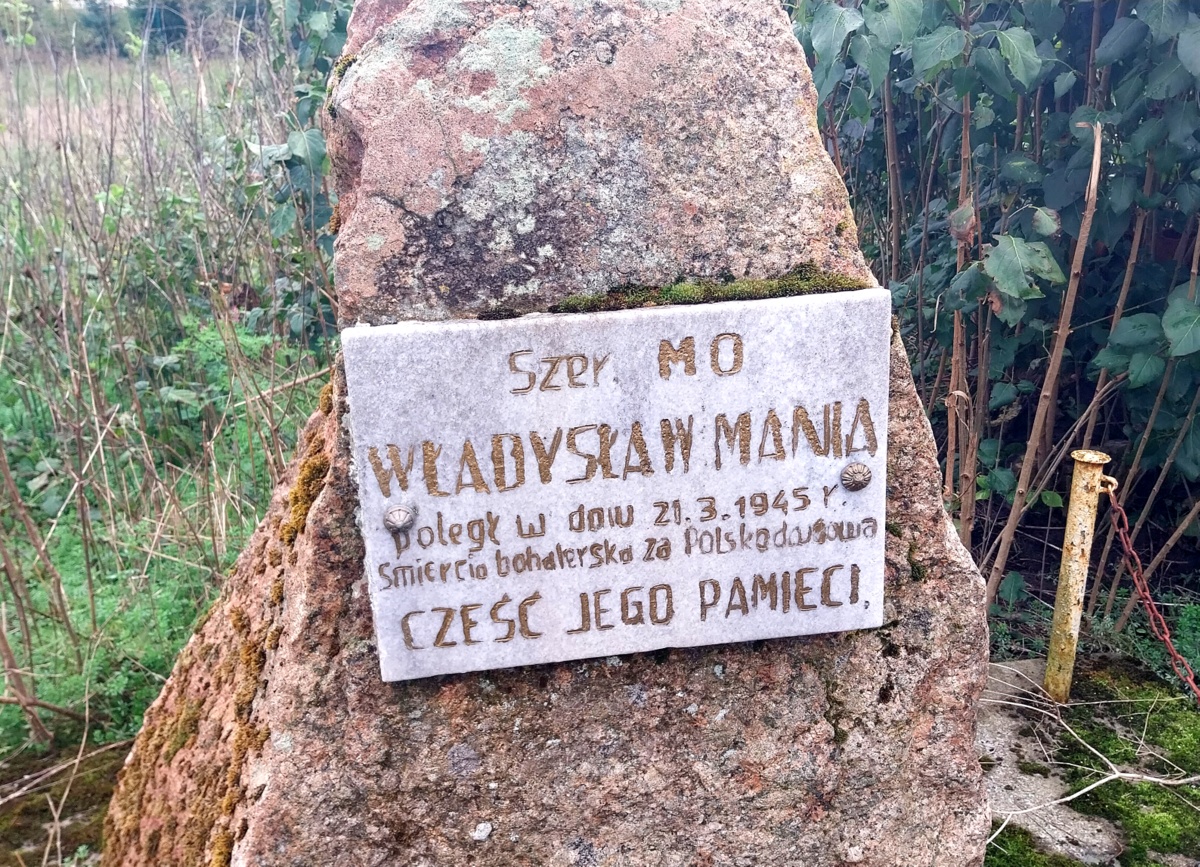 Szer. MO
WŁADYSŁAW MANIA
poległ w dniu 21.3.1945 r.
śmiercią bohaterską za Polskę Ludową
CZEŚĆ JEGO PAMIĘCI.